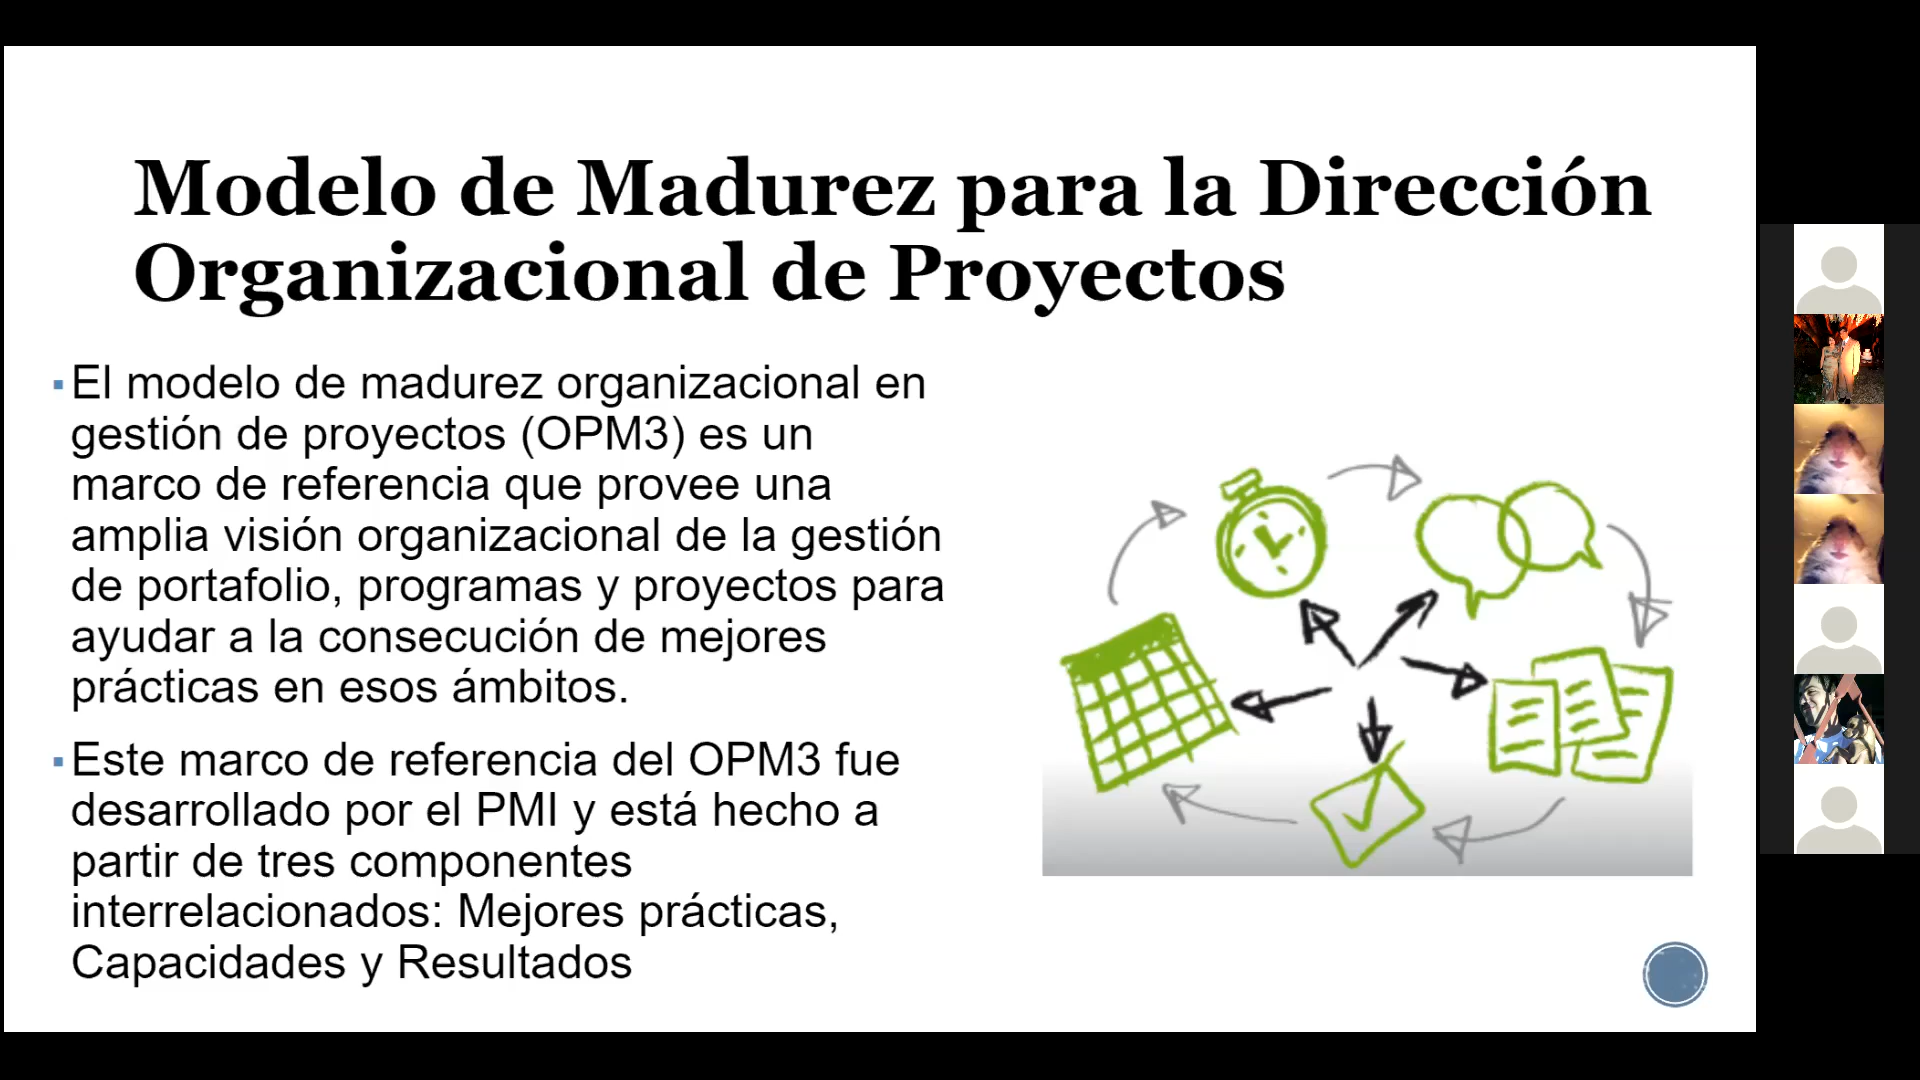 Modelo de Madurez para la Dirección
Organizacional de Proyectos
▪El modelo de madurez organizacional en
gestión de proyectos (OPM3) es un
marco de referencia que provee una
amplia visión organizacional de la gestión
de portafolio, programas y proyectos para
ayudar a la consecución de mejores
prácticas en esos ámbitos.
▪Este marco de referencia del OPM3 fue
desarrollado por el PMI y está hecho a
partir de tres componentes
interrelacionados: Mejores prácticas,
Capacidades y Resultados